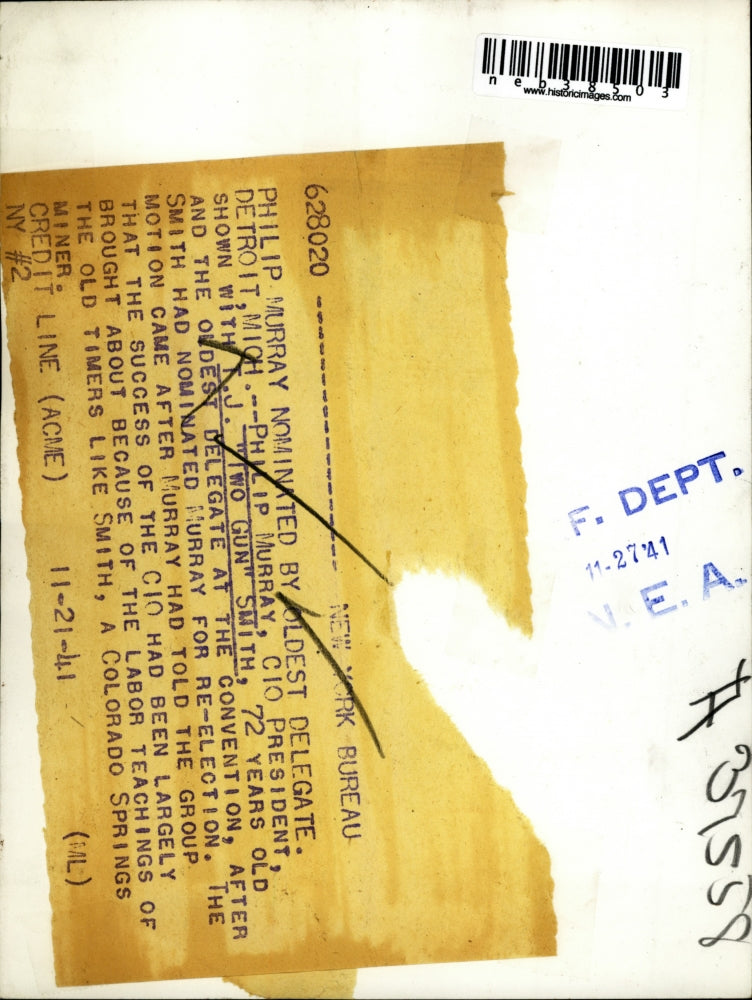 neb38503
www.historicimages.com
628020 ------------------------ NEW YORK BUREAU
PHILIP MURRAY NOMINATED BY OLDEST DELEGATE.
DETROIT, MICH.--PHILIP MURRAY, CIO PRESIDENT,
SHOWN WITH T.J. "TWO GUN" SMITH, 72 YEARS OLD
AND THE OLDEST DELEGATE AT THE CONVENTION, AFTER
SMITH HAD NOMINATED MURRAY FOR RE-ELECTION. THE
MOTION CAME AFTER MURRAY HAD TOLD THE GROUP
THAT THE SUCCESS OF THE CIO HAD BEEN LARGELY
BROUGHT ABOUT BECAUSE OF THE LABOR TEACHINGS OF
THE OLD TIMERS LIKE SMITH, A COLORADO SPRINGS
MINER.
CREDIT LINE (ACME) 11-21-41 (ML)
NY #2
F. DEPT.
11-27'41
N. E. A.